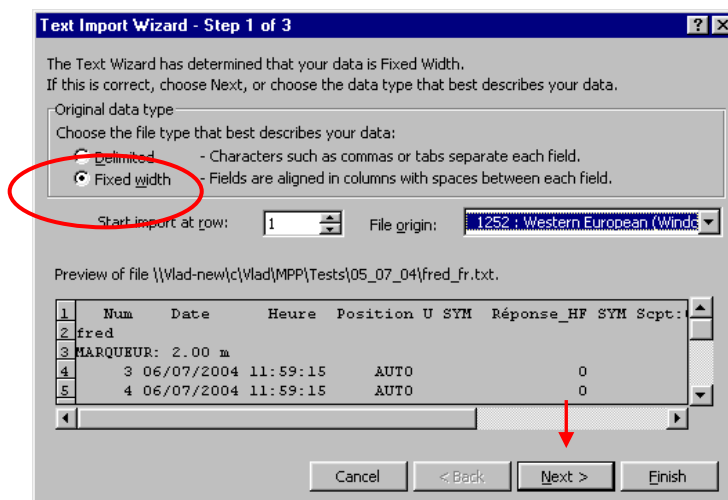 Text Import Wizard - Step 1 of 3
The Text Wizard has determined that your data is Fixed Width.
If this is correct, choose Next, or choose the data type that best describes your data.
Original data type
Choose the file type that best describes your data:
Delimited - Characters such as commas or tabs separate each field.
Fixed width - Fields are aligned in columns with spaces between each field.
Start import at row: 1 File origin: 1252 : Western European (Windo
Preview of file \\Vlad-new\c\Vlad\MPP\Tests\05_07_04\fred_fr.txt.
1 Num Date Heure Position U SYM Réponse_HF SYM Scpt:
2 fred
3 MARQUEUR: 2.00 m
4 3 06/07/2004 11:59:15 AUTO 0
5 4 06/07/2004 11:59:15 AUTO 0
Cancel < Back Next > Finish